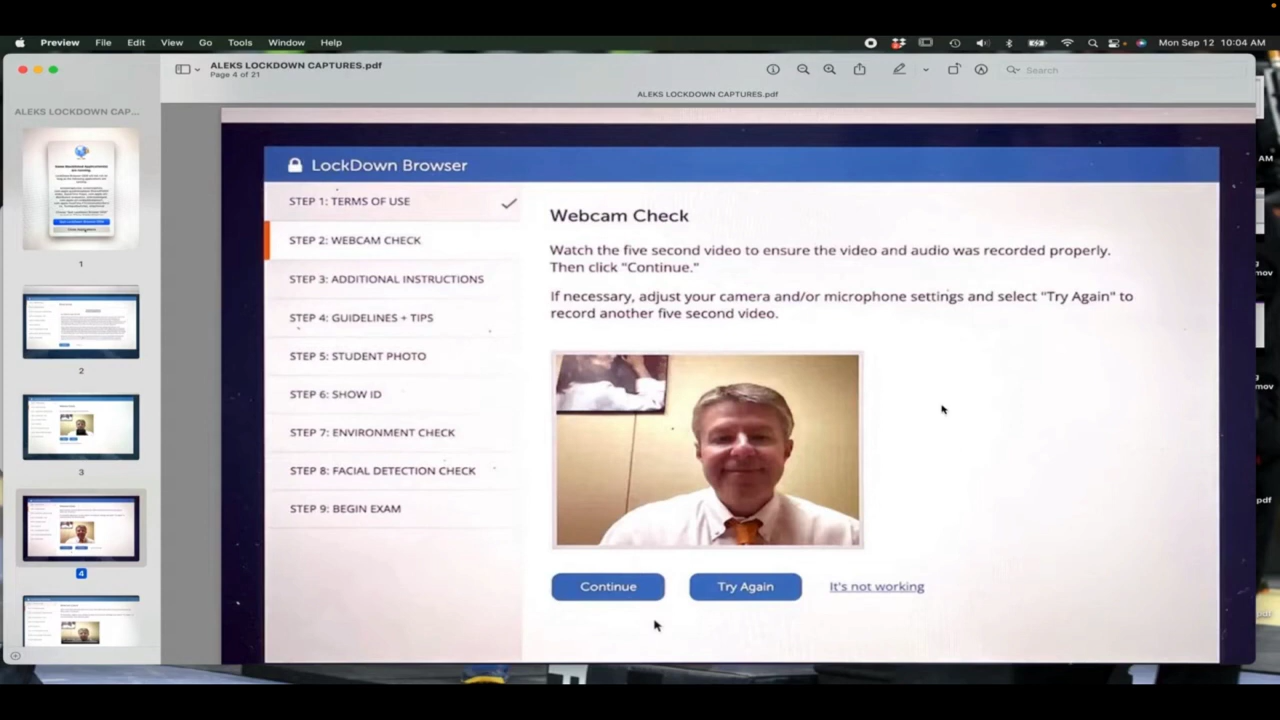 Preview File Edit View Go Tools Window Help
Mon Sep 12 10:04 AM
ALEKS LOCKDOWN CAPTURES.pdf
Page 4 of 21
Search
ALEKS LOCKDOWN CAPTURES.pdf
ALEKS LOCKDOWN CAP...
1
2
3
4
LockDown Browser
STEP 1: TERMS OF USE
STEP 2: WEBCAM CHECK
STEP 3: ADDITIONAL INSTRUCTIONS
STEP 4: GUIDELINES + TIPS
STEP 5: STUDENT PHOTO
STEP 6: SHOW ID
STEP 7: ENVIRONMENT CHECK
STEP 8: FACIAL DETECTION CHECK
STEP 9: BEGIN EXAM
Webcam Check
Watch the five second video to ensure the video and audio was recorded properly.
Then click "Continue."
If necessary, adjust your camera and/or microphone settings and select "Try Again" to
record another five second video.
Continue
Try Again
It's not working
AM
mov
mov
pdf